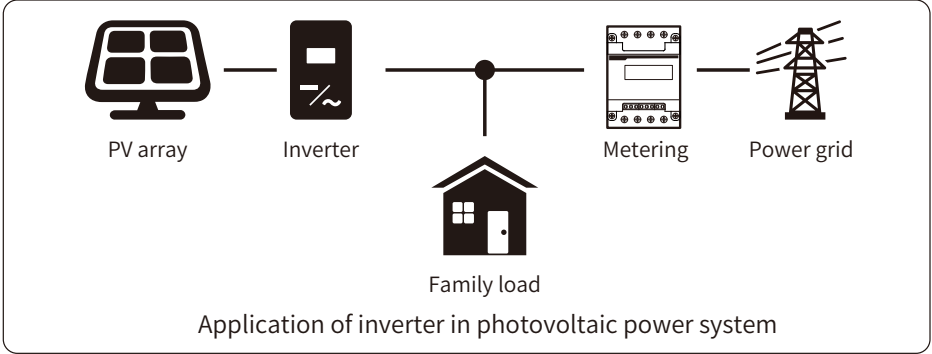 PV array
Inverter
Metering
Power grid
Family load
Application of inverter in photovoltaic power system